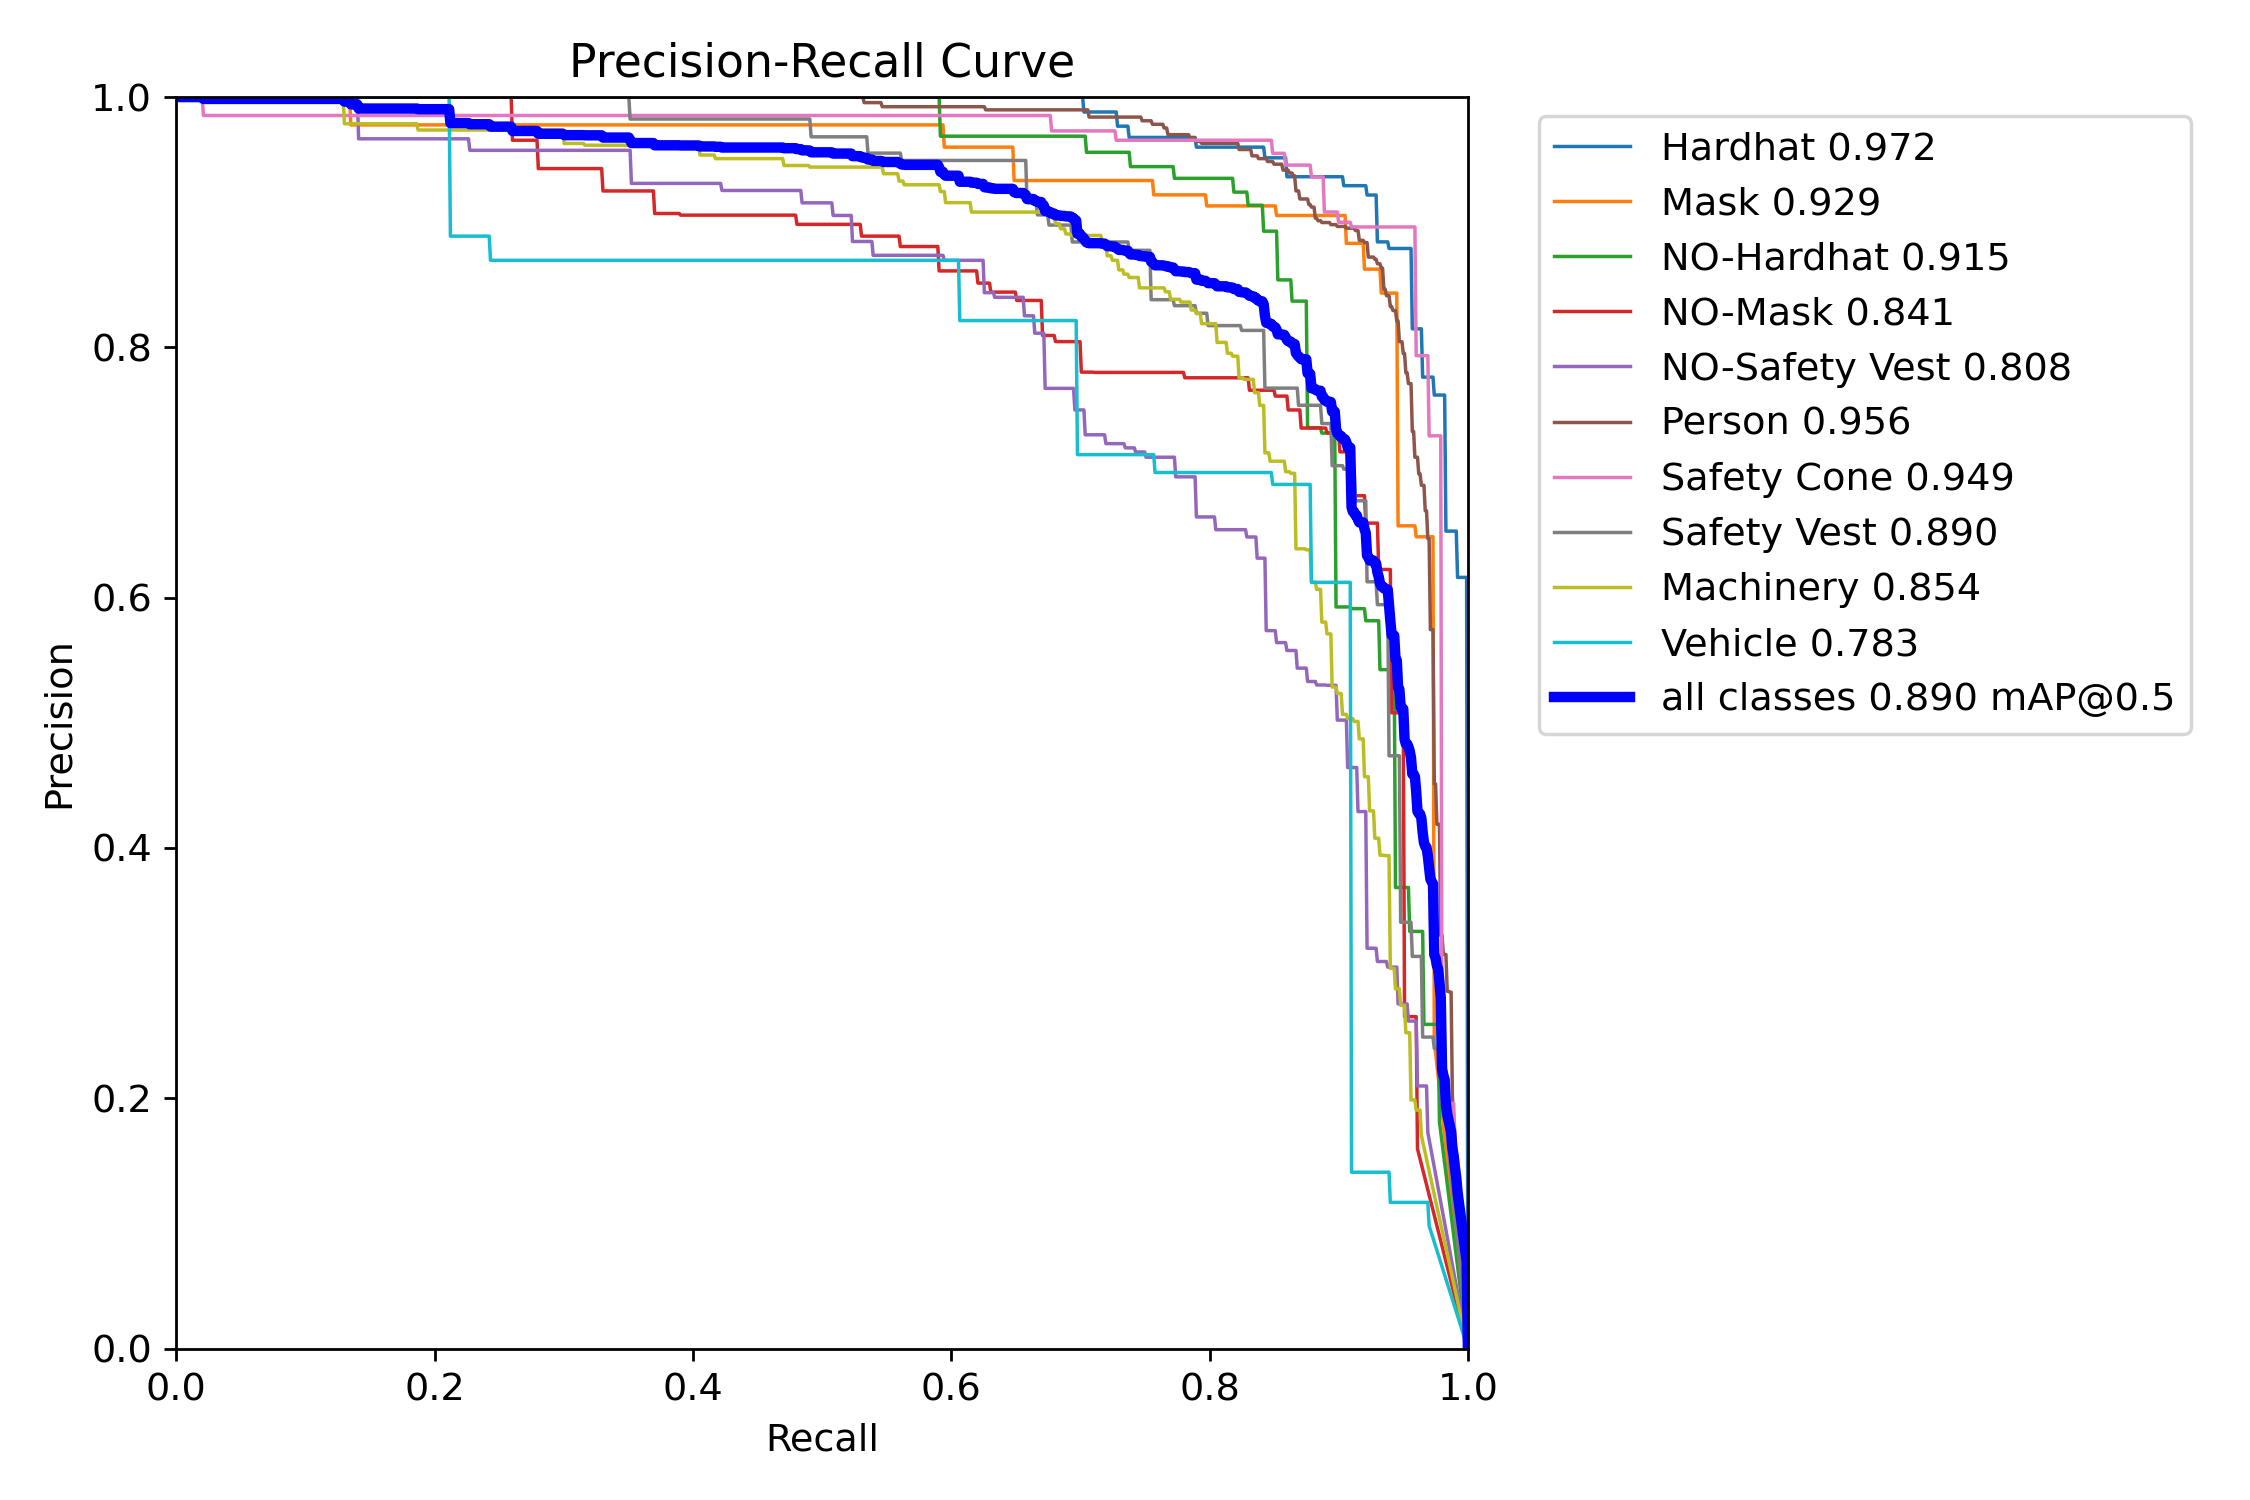 Precision-Recall Curve
1.0
0.8
0.6
0.4
0.2
0.0
Precision
0.0 0.2 0.4 0.6 0.8 1.0
Recall
Hardhat 0.972
Mask 0.929
NO-Hardhat 0.915
NO-Mask 0.841
NO-Safety Vest 0.808
Person 0.956
Safety Cone 0.949
Safety Vest 0.890
Machinery 0.854
Vehicle 0.783
all classes 0.890 mAP@0.5